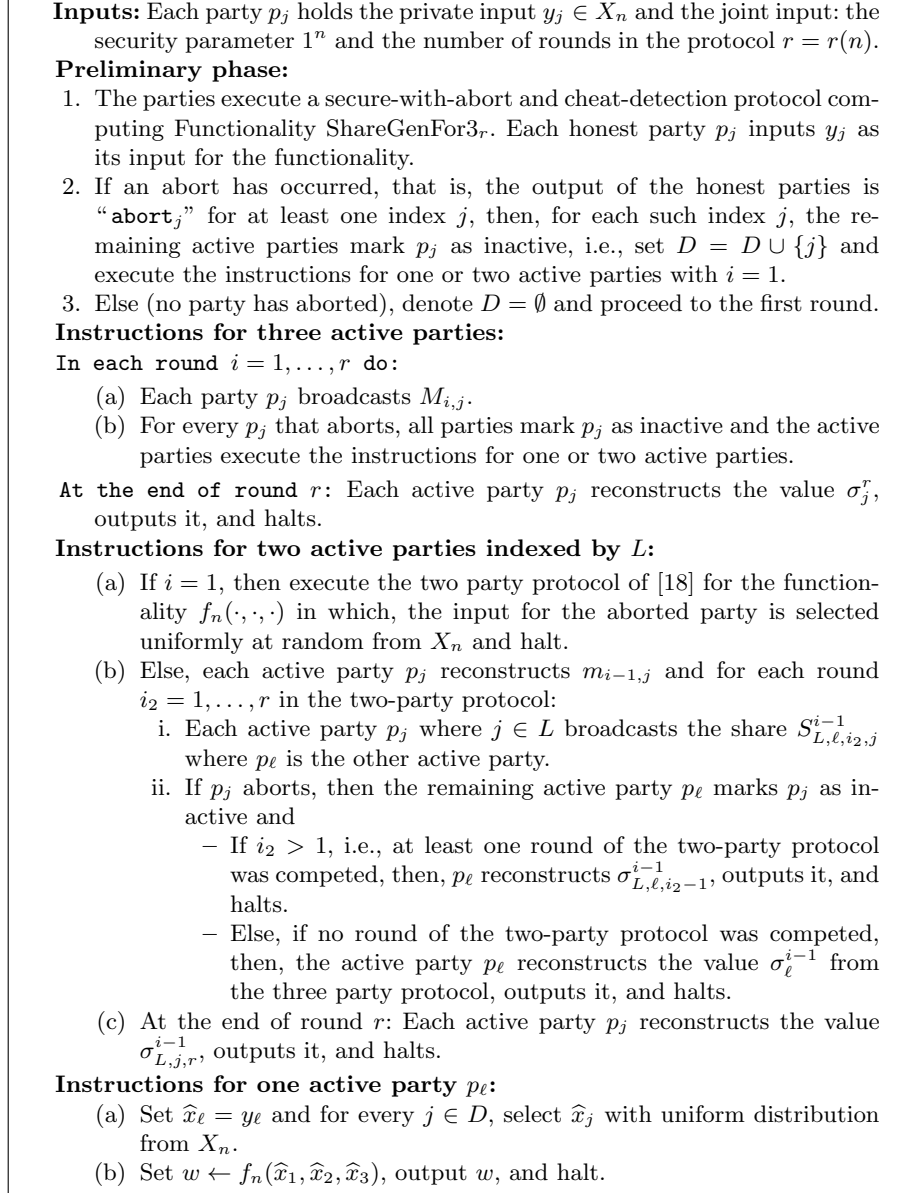 Inputs: Each party p_j holds the private input y_j ∈ X_n and the joint input: the
security parameter 1^n and the number of rounds in the protocol r = r(n).
Preliminary phase:
1. The parties execute a secure-with-abort and cheat-detection protocol com-
puting Functionality ShareGenFor3_r. Each honest party p_j inputs y_j as
its input for the functionality.
2. If an abort has occurred, that is, the output of the honest parties is
“abort_j” for at least one index j, then, for each such index j, the re-
maining active parties mark p_j as inactive, i.e., set D = D ∪ {j} and
execute the instructions for one or two active parties with i = 1.
3. Else (no party has aborted), denote D = ∅ and proceed to the first round.
Instructions for three active parties:
In each round i = 1, . . . , r do:
(a) Each party p_j broadcasts M_{i,j}.
(b) For every p_j that aborts, all parties mark p_j as inactive and the active
parties execute the instructions for one or two active parties.
At the end of round r: Each active party p_j reconstructs the value σ_j^r,
outputs it, and halts.
Instructions for two active parties indexed by L:
(a) If i = 1, then execute the two party protocol of [18] for the function-
ality f_n(·, ·, ·) in which, the input for the aborted party is selected
uniformly at random from X_n and halt.
(b) Else, each active party p_j reconstructs m_{i−1,j} and for each round
i_2 = 1, . . . , r in the two-party protocol:
i. Each active party p_j where j ∈ L broadcasts the share S_{L,ℓ,i_2,j}^{i−1}
where p_ℓ is the other active party.
ii. If p_j aborts, then the remaining active party p_ℓ marks p_j as in-
active and
– If i_2 > 1, i.e., at least one round of the two-party protocol
was competed, then, p_ℓ reconstructs σ_{L,ℓ,i_2−1}^{i−1}, outputs it, and
halts.
– Else, if no round of the two-party protocol was competed,
then, the active party p_ℓ reconstructs the value σ_ℓ^{i−1} from
the three party protocol, outputs it, and halts.
(c) At the end of round r: Each active party p_j reconstructs the value
σ_{L,j,r}^{i−1}, outputs it, and halts.
Instructions for one active party p_ℓ:
(a) Set x̂_ℓ = y_ℓ and for every j ∈ D, select x̂_j with uniform distribution
from X_n.
(b) Set w ← f_n(x̂_1, x̂_2, x̂_3), output w, and halt.